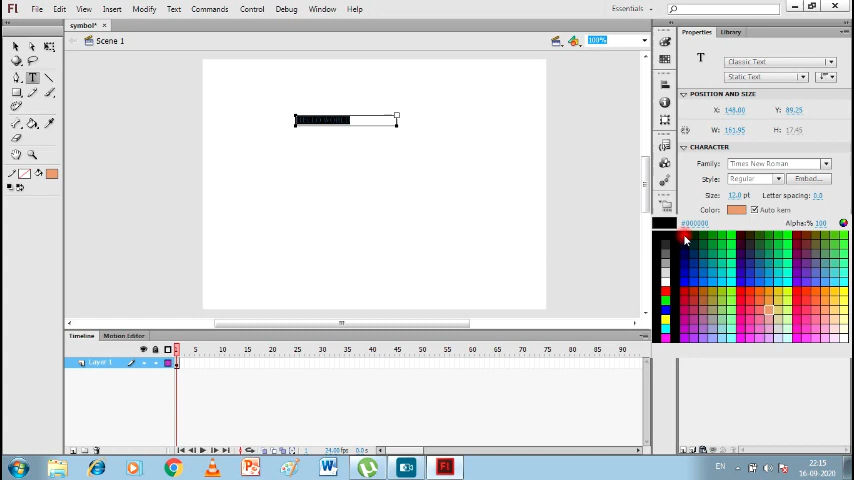 Fl File Edit View Insert Modify Text Commands Control Debug Window Help Essentials
symbol*
Scene 1 100%
Properties Library
T Classic Text
Static Text
POSITION AND SIZE
X: 148.00 Y: 89.25
W: 151.95 H: 17.45
CHARACTER
Family: Times New Roman
Style: Regular Embed...
Size: 12.0 pt Letter spacing: 0.0
Color: Auto kern
#000000 Alpha:% 100
Timeline Motion Editor
1 5 10 15 20 25 30 35 40 45 50 55 60 65 70 75 80 85 90
Layer 1
1 24.00 fps 0.0 s
EN 22:15
16-09-2020